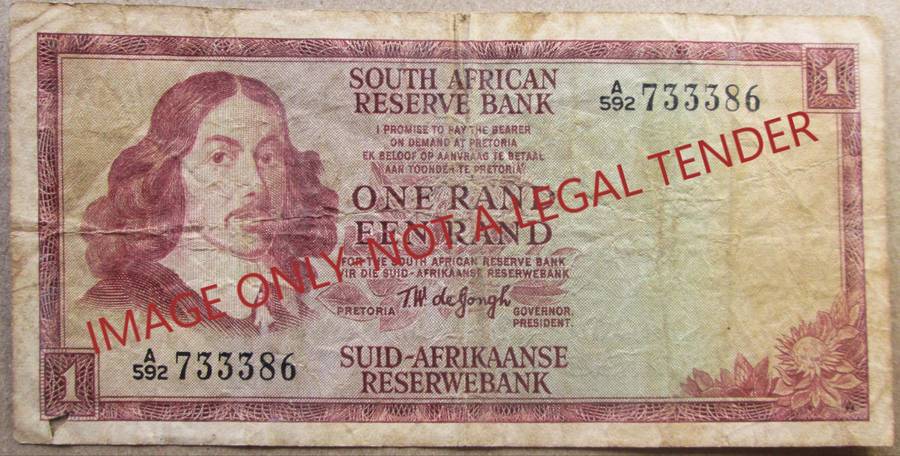 SOUTH AFRICAN
RESERVE BANK
A
592 733386
1
I PROMISE TO PAY THE BEARER
ON DEMAND AT PRETORIA
EK BELOOF OP AANVRAAG TE BETAAL
AAN TOONDER TE PRETORIA
ONE RAND
EEN RAND
FOR THE SOUTH AFRICAN RESERVE BANK
VIR DIE SUID-AFRIKAANSE RESERWEBANK
T.W. de Jongh
PRETORIA
GOVERNOR.
PRESIDENT.
IMAGE ONLY - NOT A LEGAL TENDER
A
592 733386
1
SUID-AFRIKAANSE
RESERWEBANK